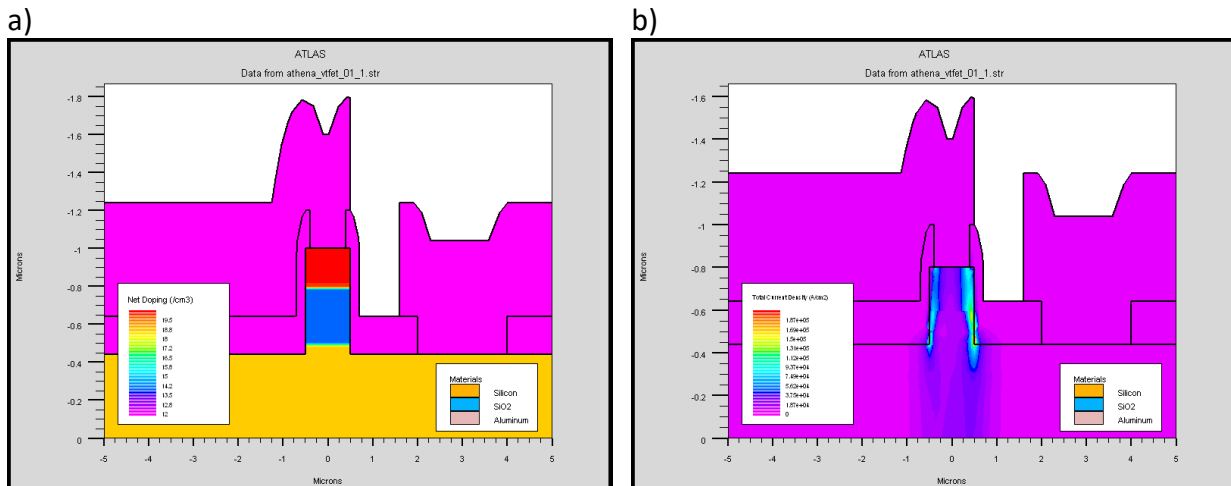 a)
ATLAS
Data from athena_vtfet_01_1.str
-1.8
-1.6
-1.4
-1.2
-1
-0.8
-0.6
-0.4
-0.2
0
Microns
Net Doping (/cm3)
19.5
18.8
18
17.2
16.5
15.8
15
14.2
13.5
12.8
12
Materials
Silicon
SiO2
Aluminum
-5 -4 -3 -2 -1 0 1 2 3 4 5
Microns
b)
ATLAS
Data from athena_vtfet_01_1.str
-1.6
-1.4
-1.2
-1
-0.8
-0.6
-0.4
-0.2
0
Microns
Total Current Density (A/cm2)
1.87e+05
1.69e+05
1.5e+05
1.31e+05
1.12e+05
9.37e+04
7.49e+04
5.62e+04
3.75e+04
1.87e+04
0
Materials
Silicon
SiO2
Aluminum
-5 -4 -3 -2 -1 0 1 2 3 4 5
Microns